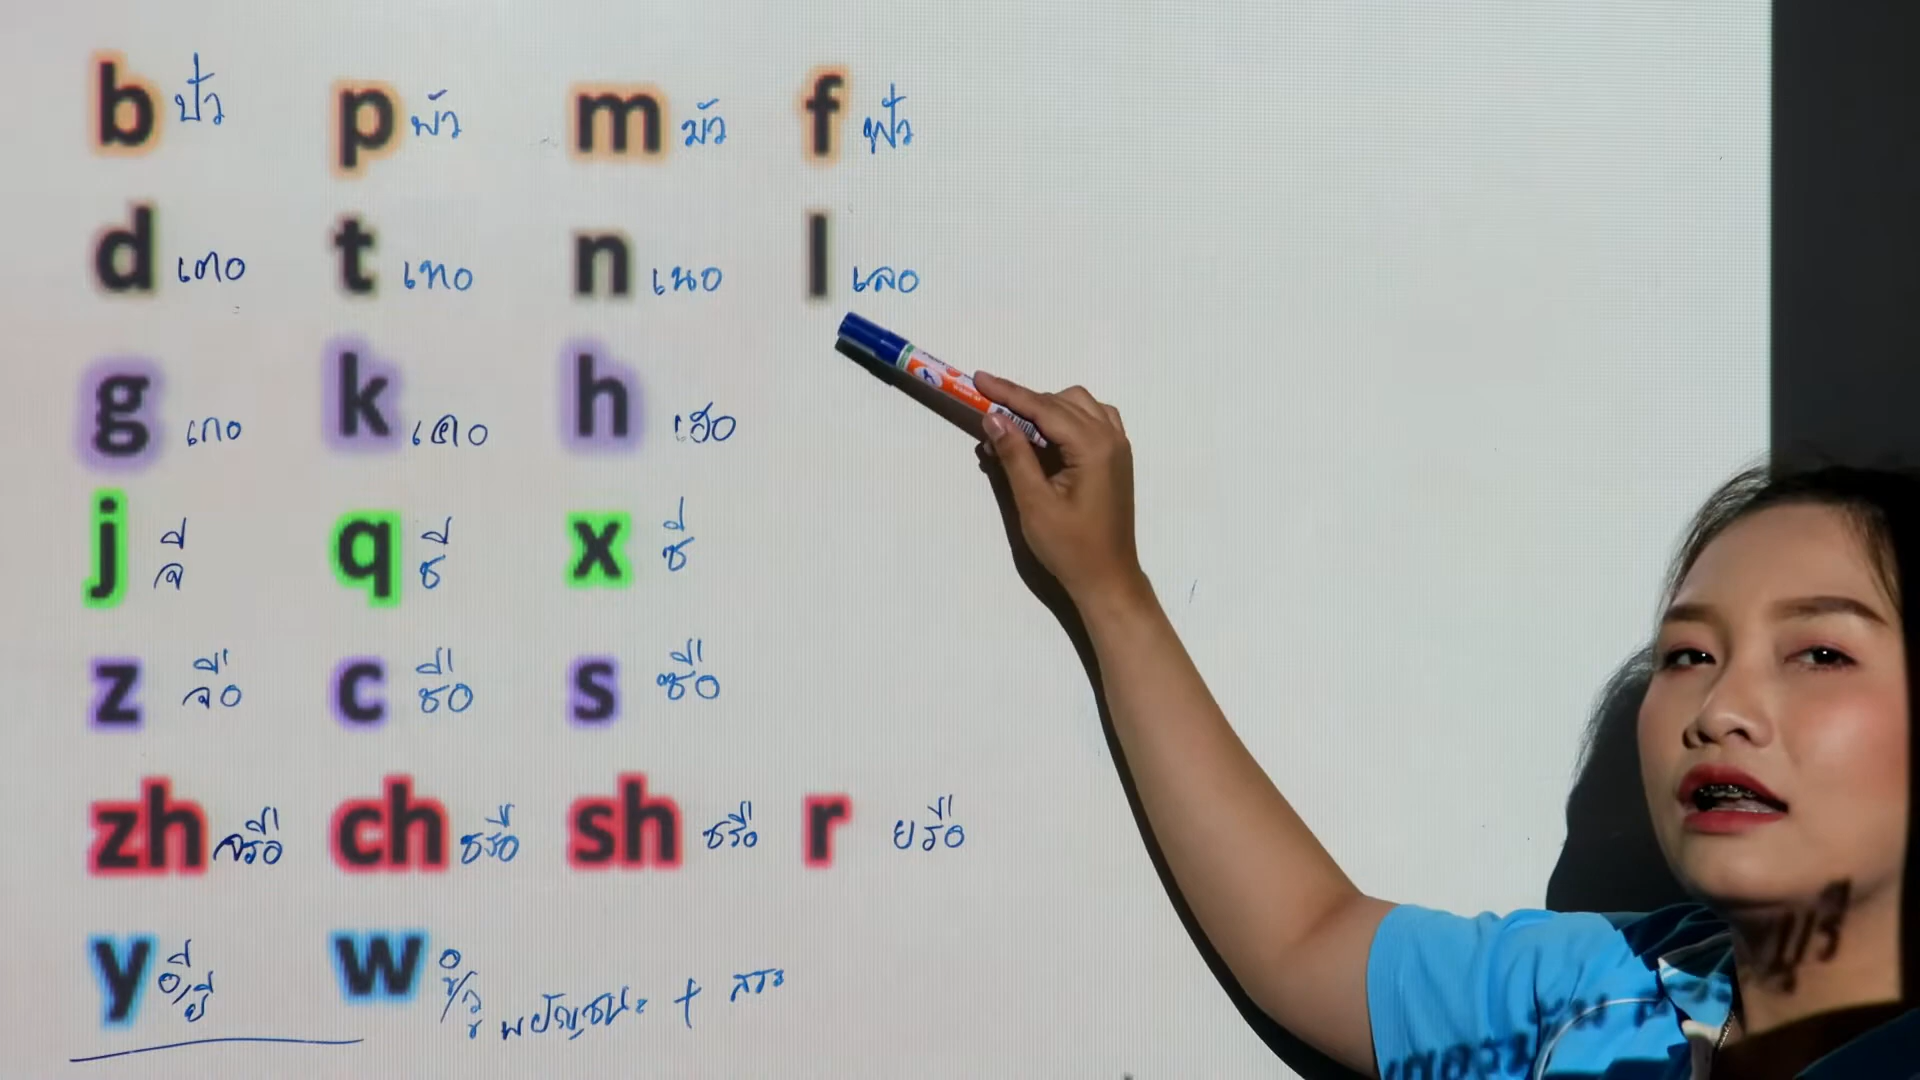 b ปัว p พัว m มัว f ฟัว
d เตอ t เทอ n เนอ l เลอ
g เกอ k เคอ h เฮอ
j จี q ชี x ซี
z จือ c ชือ s ซือ
zh จรือ ch ชรือ sh ซรือ r ยรือ
y อี/ยี w อู/วู พยัญชนะ + สระ